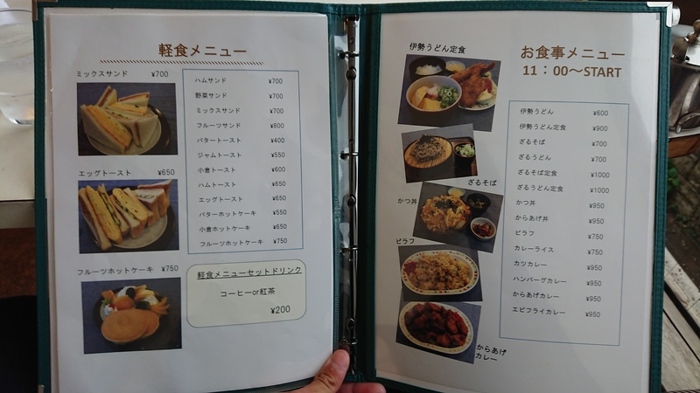 軽食メニュー
ミックスサンド ¥700
エッグトースト ¥650
フルーツホットケーキ ¥750
ハムサンド ¥700
野菜サンド ¥700
ミックスサンド ¥700
フルーツサンド ¥800
バタートースト ¥400
ジャムトースト ¥550
小倉トースト ¥600
ハムトースト ¥650
エッグトースト ¥650
バターホットケーキ ¥550
小倉ホットケーキ ¥650
フルーツホットケーキ ¥750
軽食メニューセットドリンク
コーヒーor紅茶
¥200
お食事メニュー
11：00～START
伊勢うどん定食
ざるそば
かつ丼
ピラフ
からあげ
カレー
伊勢うどん ¥600
伊勢うどん定食 ¥900
ざるそば ¥700
ざるうどん ¥700
ざるそば定食 ¥1000
ざるうどん定食 ¥1000
かつ丼 ¥950
からあげ丼 ¥950
ピラフ ¥750
カレーライス ¥750
カツカレー ¥950
ハンバーグカレー ¥950
からあげカレー ¥950
エビフライカレー ¥950